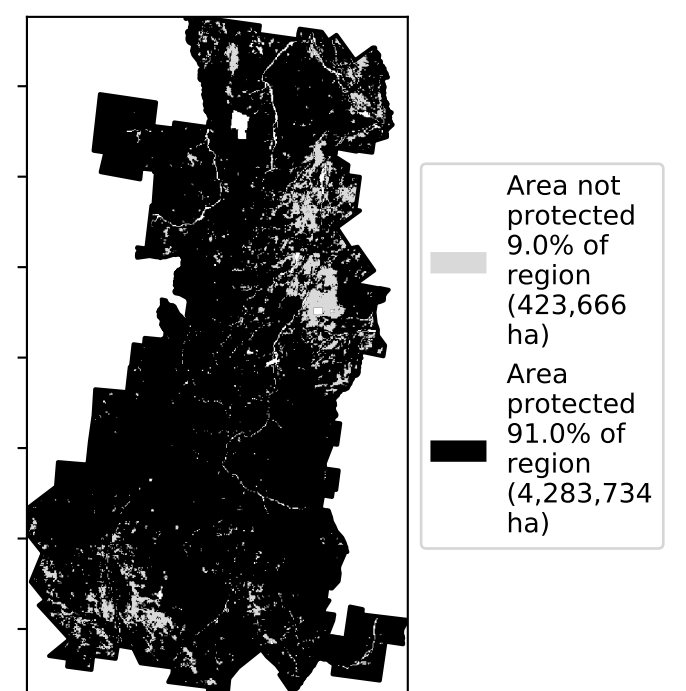 Area not
protected
9.0% of
region
(423,666
ha)
Area
protected
91.0% of
region
(4,283,734
ha)